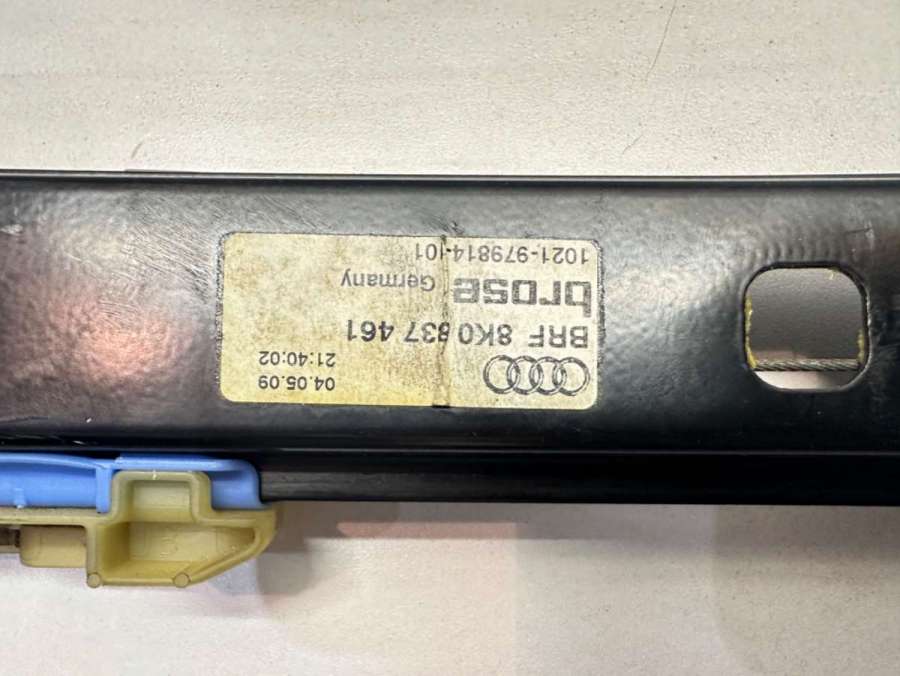 04.05.09
21:40:02
BRF 8K0 837 461
brose Germany
1021-979814-101